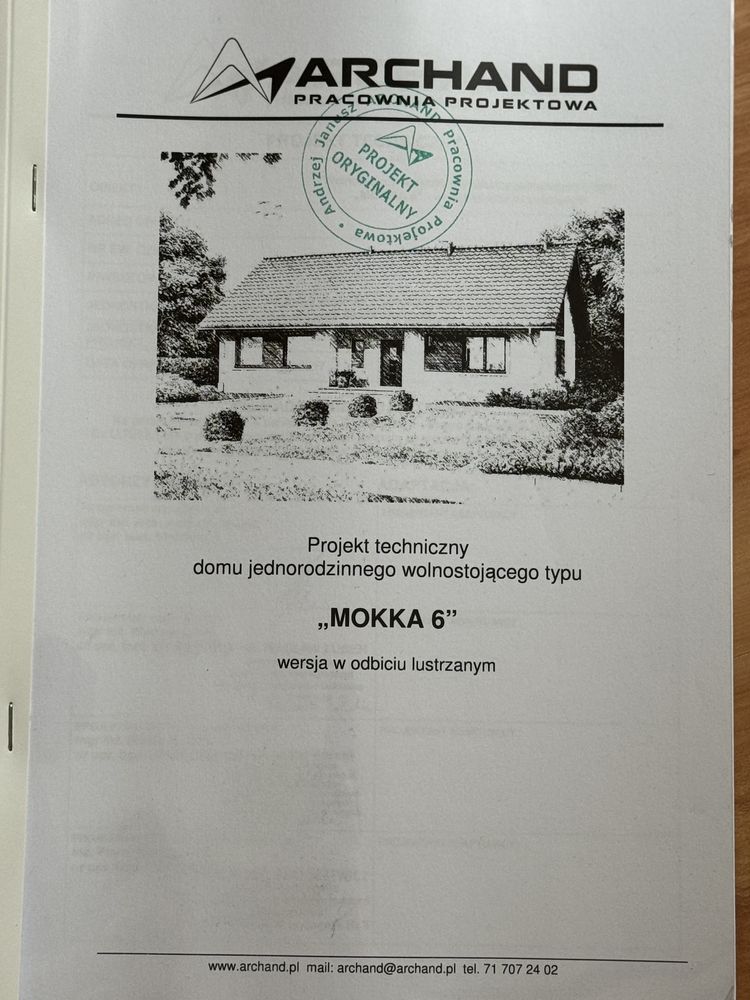 ARCHAND
PRACOWNIA PROJEKTOWA
Andrzej Janusz ARCHAND Pracownia Projektowa •
PROJEKT
ORYGINALNY
Projekt techniczny
domu jednorodzinnego wolnostojącego typu
„MOKKA 6”
wersja w odbiciu lustrzanym
www.archand.pl mail: archand@archand.pl tel. 71 707 24 02